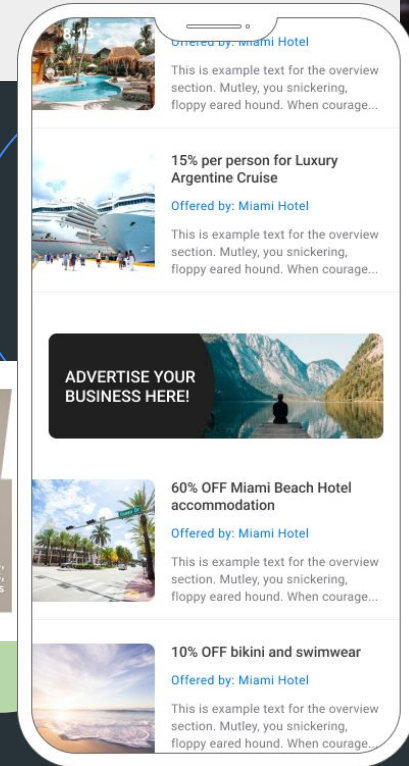 8:15
Offered by: Miami Hotel
This is example text for the overview
section. Mutley, you snickering,
floppy eared hound. When courage...
15% per person for Luxury
Argentine Cruise
Offered by: Miami Hotel
This is example text for the overview
section. Mutley, you snickering,
floppy eared hound. When courage...
ADVERTISE YOUR
BUSINESS HERE!
60% OFF Miami Beach Hotel
accommodation
Offered by: Miami Hotel
This is example text for the overview
section. Mutley, you snickering,
floppy eared hound. When courage...
10% OFF bikini and swimwear
Offered by: Miami Hotel
This is example text for the overview
section. Mutley, you snickering,
floppy eared hound. When courage...